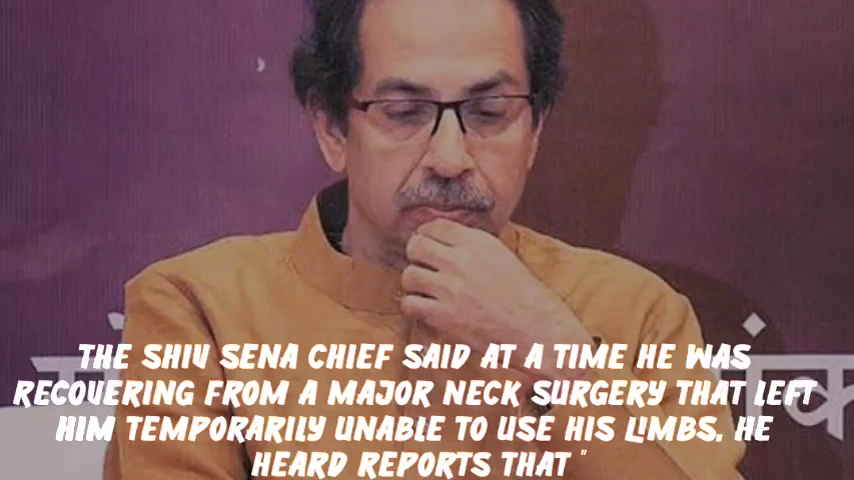 THE SHIV SENA CHIEF SAID AT A TIME HE WAS
RECOVERING FROM A MAJOR NECK SURGERY THAT LEFT
HIM TEMPORARILY UNABLE TO USE HIS LIMBS, HE
HEARD REPORTS THAT "